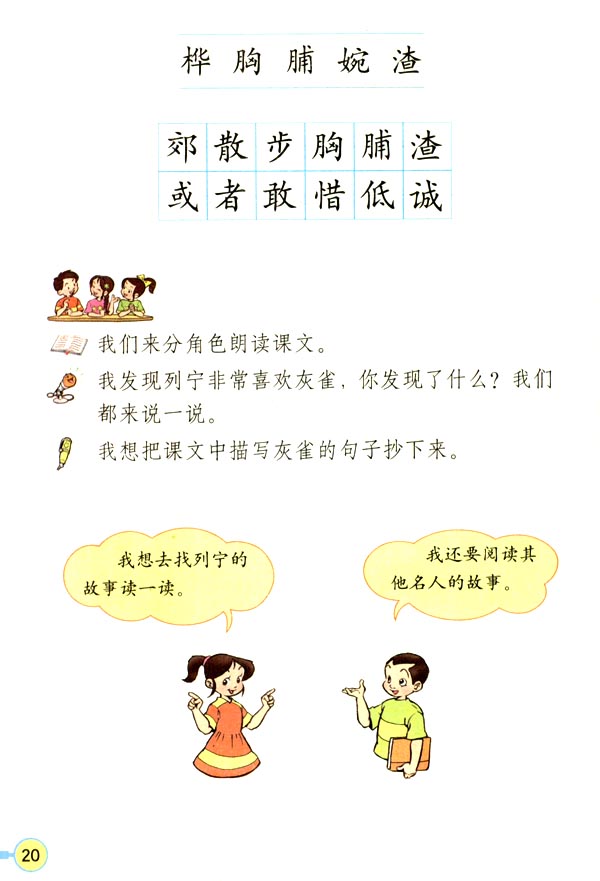 桦 胸 脯 婉 渣
郊 散 步 胸 脯 渣
或 者 敢 惜 低 诚
我们来分角色朗读课文。
我发现列宁非常喜欢灰雀，你发现了什么？我们
都来说一说。
我想把课文中描写灰雀的句子抄下来。
我想去找列宁的
故事读一读。
我还要阅读其
他名人的故事。
20